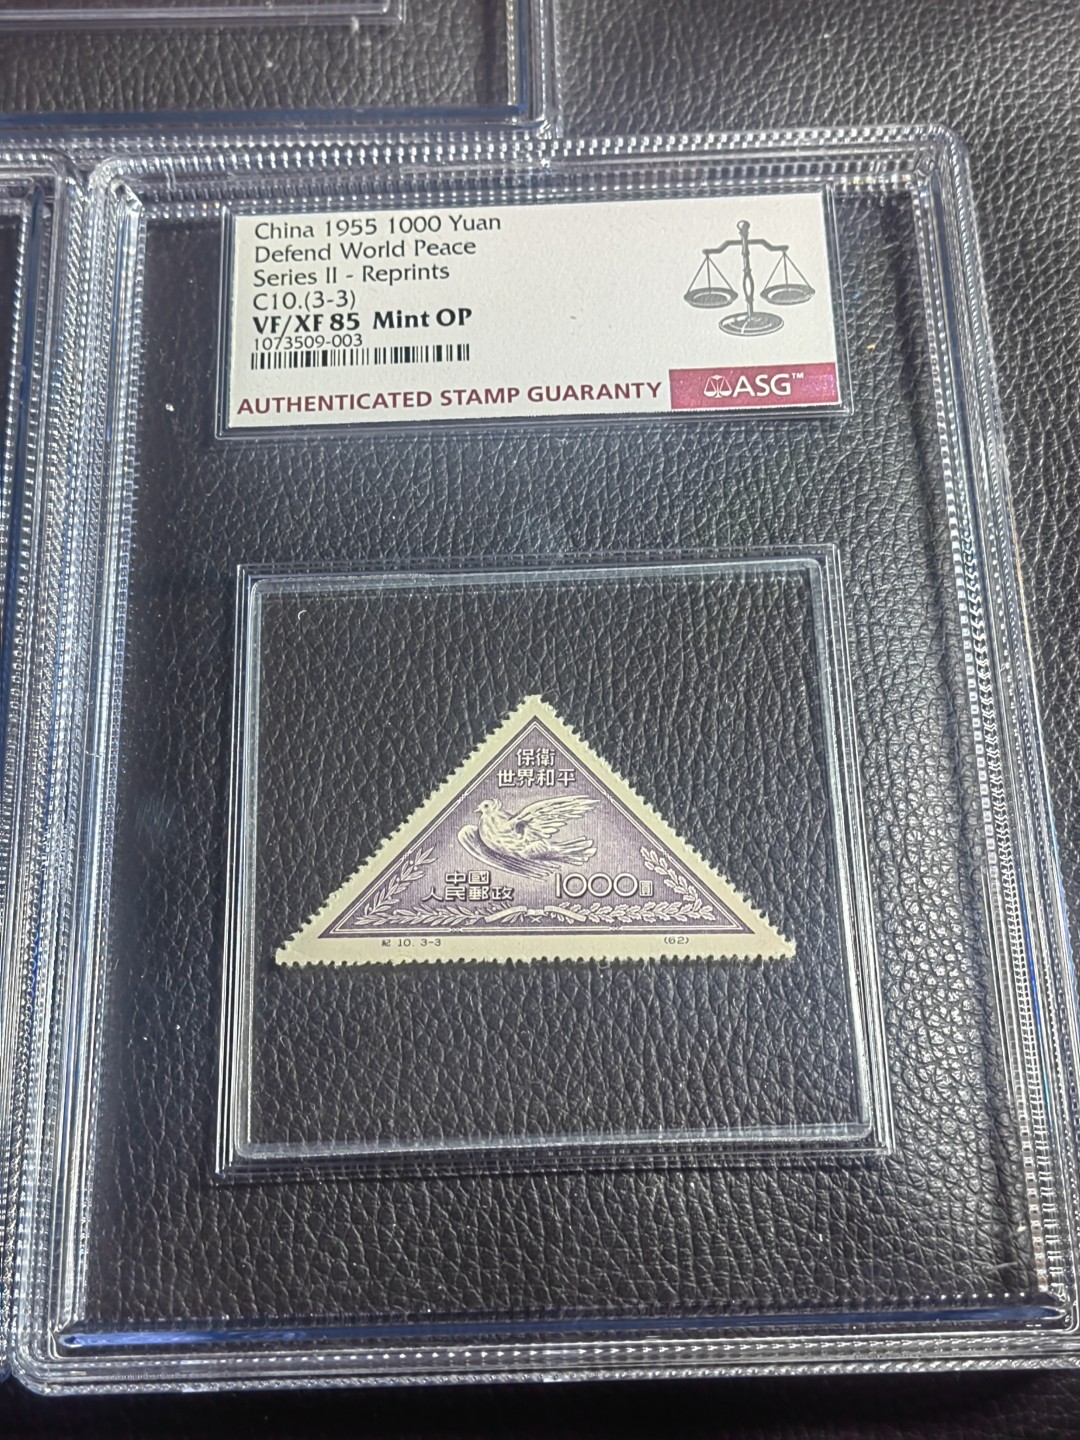 China 1955 1000 Yuan
Defend World Peace
Series II - Reprints
C10.(3-3)
VF/XF 85 Mint OP
1073509-003
AUTHENTICATED STAMP GUARANTY
ASG™
保衛
世界和平
中國
人民郵政
1000圓
紀 10. 3-3
(62)